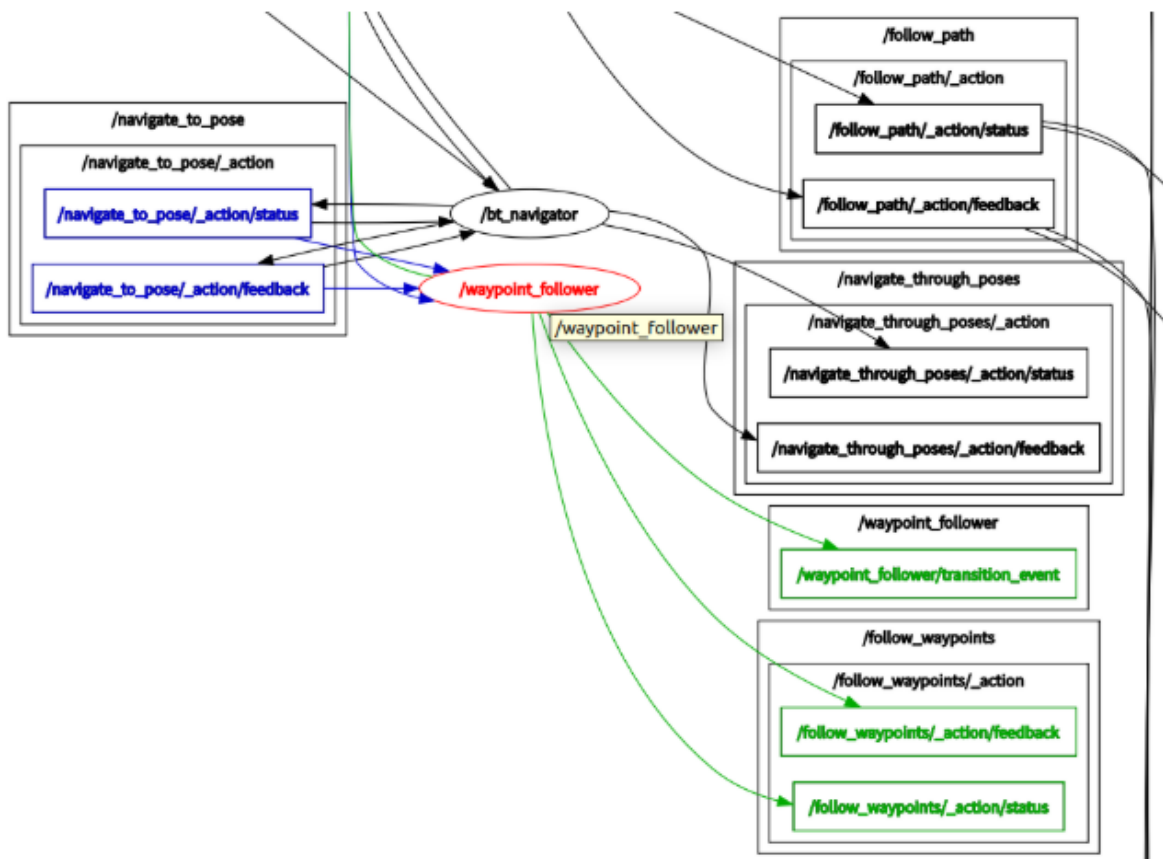 /follow_path
/follow_path/_action
/follow_path/_action/status
/follow_path/_action/feedback
/navigate_to_pose
/navigate_to_pose/_action
/navigate_to_pose/_action/status
/navigate_to_pose/_action/feedback
/bt_navigator
/waypoint_follower
/waypoint_follower
/navigate_through_poses
/navigate_through_poses/_action
/navigate_through_poses/_action/status
/navigate_through_poses/_action/feedback
/waypoint_follower
/waypoint_follower/transition_event
/follow_waypoints
/follow_waypoints/_action
/follow_waypoints/_action/feedback
/follow_waypoints/_action/status